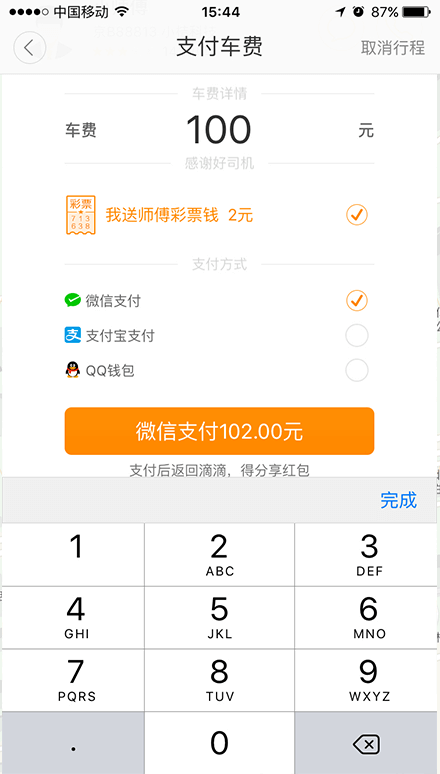 中国移动 15:44 87%
支付车费 取消行程
车费详情
车费 100 元
感谢好司机
彩票
713
638
我送师傅彩票钱 2元
支付方式
微信支付
支 支付宝支付
QQ钱包
微信支付102.00元
支付后返回滴滴，得分享红包
完成
1 2 3
ABC DEF
4 5 6
GHI JKL MNO
7 8 9
PQRS TUV WXYZ
. 0